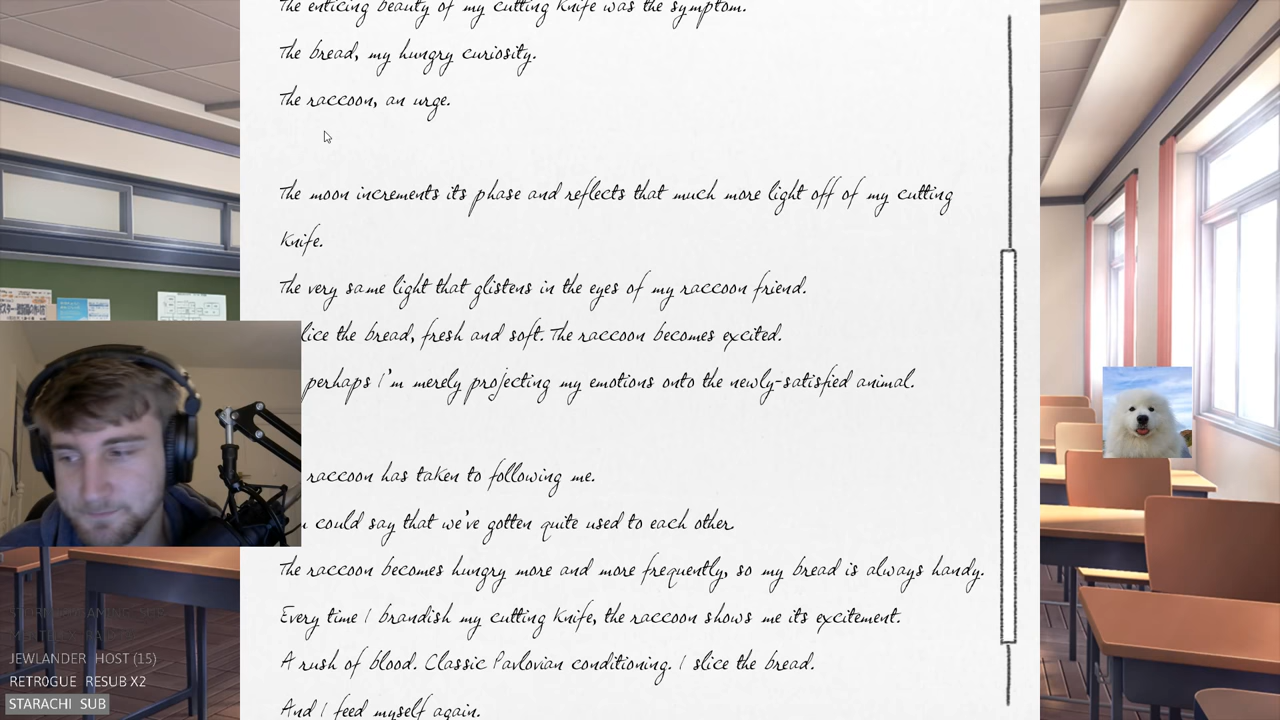 The enticing beauty of my cutting knife was the symptom.
The bread, my hungry curiosity.
The raccoon, an urge.
The moon increments its phase and reflects that much more light off of my cutting
knife.
The very same light that glistens in the eyes of my raccoon friend.
lice the bread, fresh and soft. The raccoon becomes excited.
perhaps I'm merely projecting my emotions onto the newly-satisfied animal.
raccoon has taken to following me.
could say that we've gotten quite used to each other
The raccoon becomes hungry more and more frequently, so my bread is always handy.
Every time I brandish my cutting knife, the raccoon shows me its excitement.
A rush of blood. Classic Pavlovian conditioning. I slice the bread.
And I feed myself again.
JEWLANDER HOST (15)
RETR0GUE RESUB X2
STARACHI SUB